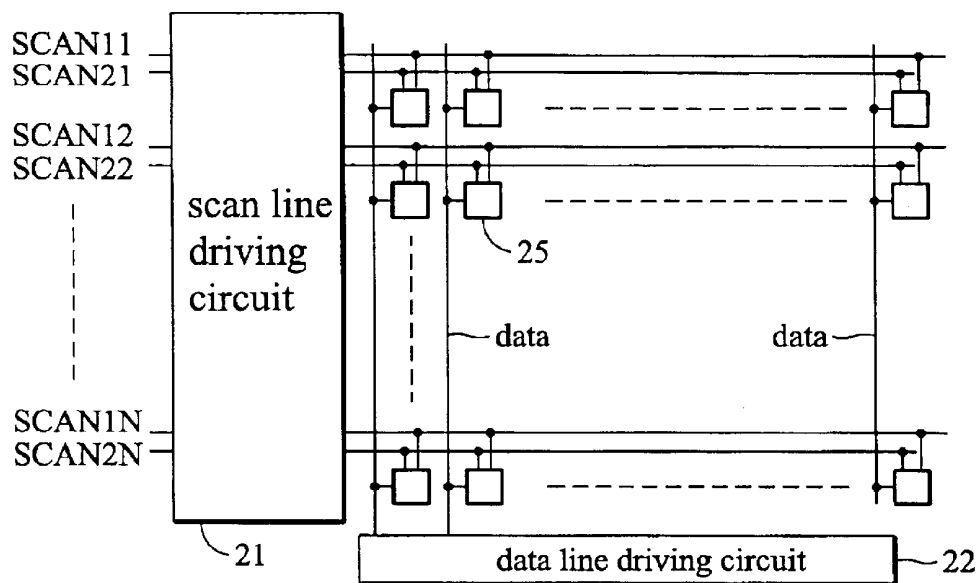 SCAN11
SCAN21
SCAN12
SCAN22
scan line
driving
circuit
25
data
data
SCAN1N
SCAN2N
21
data line driving circuit
22